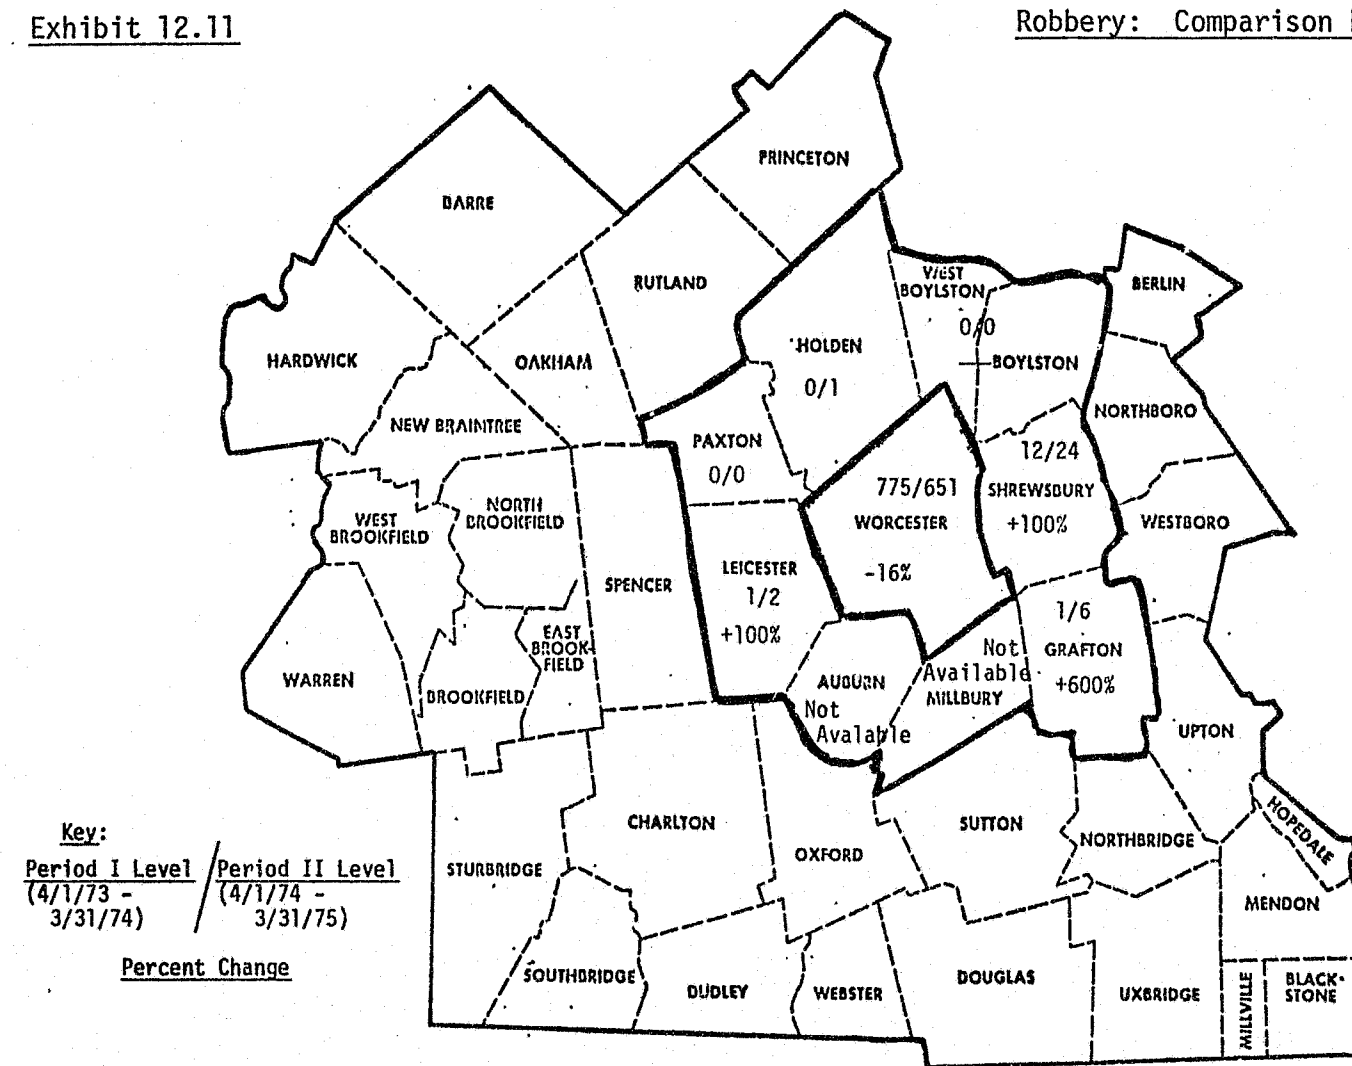 Exhibit 12.11
Robbery: Comparison
PRINCETON
BARRE
RUTLAND
WEST
BOYLSTON
0/0
BERLIN
HARDWICK
OAKHAM
HOLDEN
0/1
BOYLSTON
NEW BRAINTREE
NORTHBORO
PAXTON
0/0
12/24
SHREWSBURY
+100%
775/651
WORCESTER
-16%
WEST
BROOKFIELD
NORTH
BROOKFIELD
WESTBORO
SPENCER
LEICESTER
1/2
+100%
1/6
GRAFTON
+600%
EAST
BROOK-
FIELD
WARREN
BROOKFIELD
AUBURN
Not
Avalable
Not
Available
MILLBURY
UPTON
CHARLTON
OXFORD
SUTTON
NORTHBRIDGE
HOPEDALE
STURBRIDGE
MENDON
SOUTHBRIDGE
DUDLEY
WEBSTER
DOUGLAS
UXBRIDGE
MILLVILLE
BLACK-
STONE
Key:
Period I Level / Period II Level
(4/1/73 - (4/1/74 -
3/31/74) 3/31/75)
Percent Change